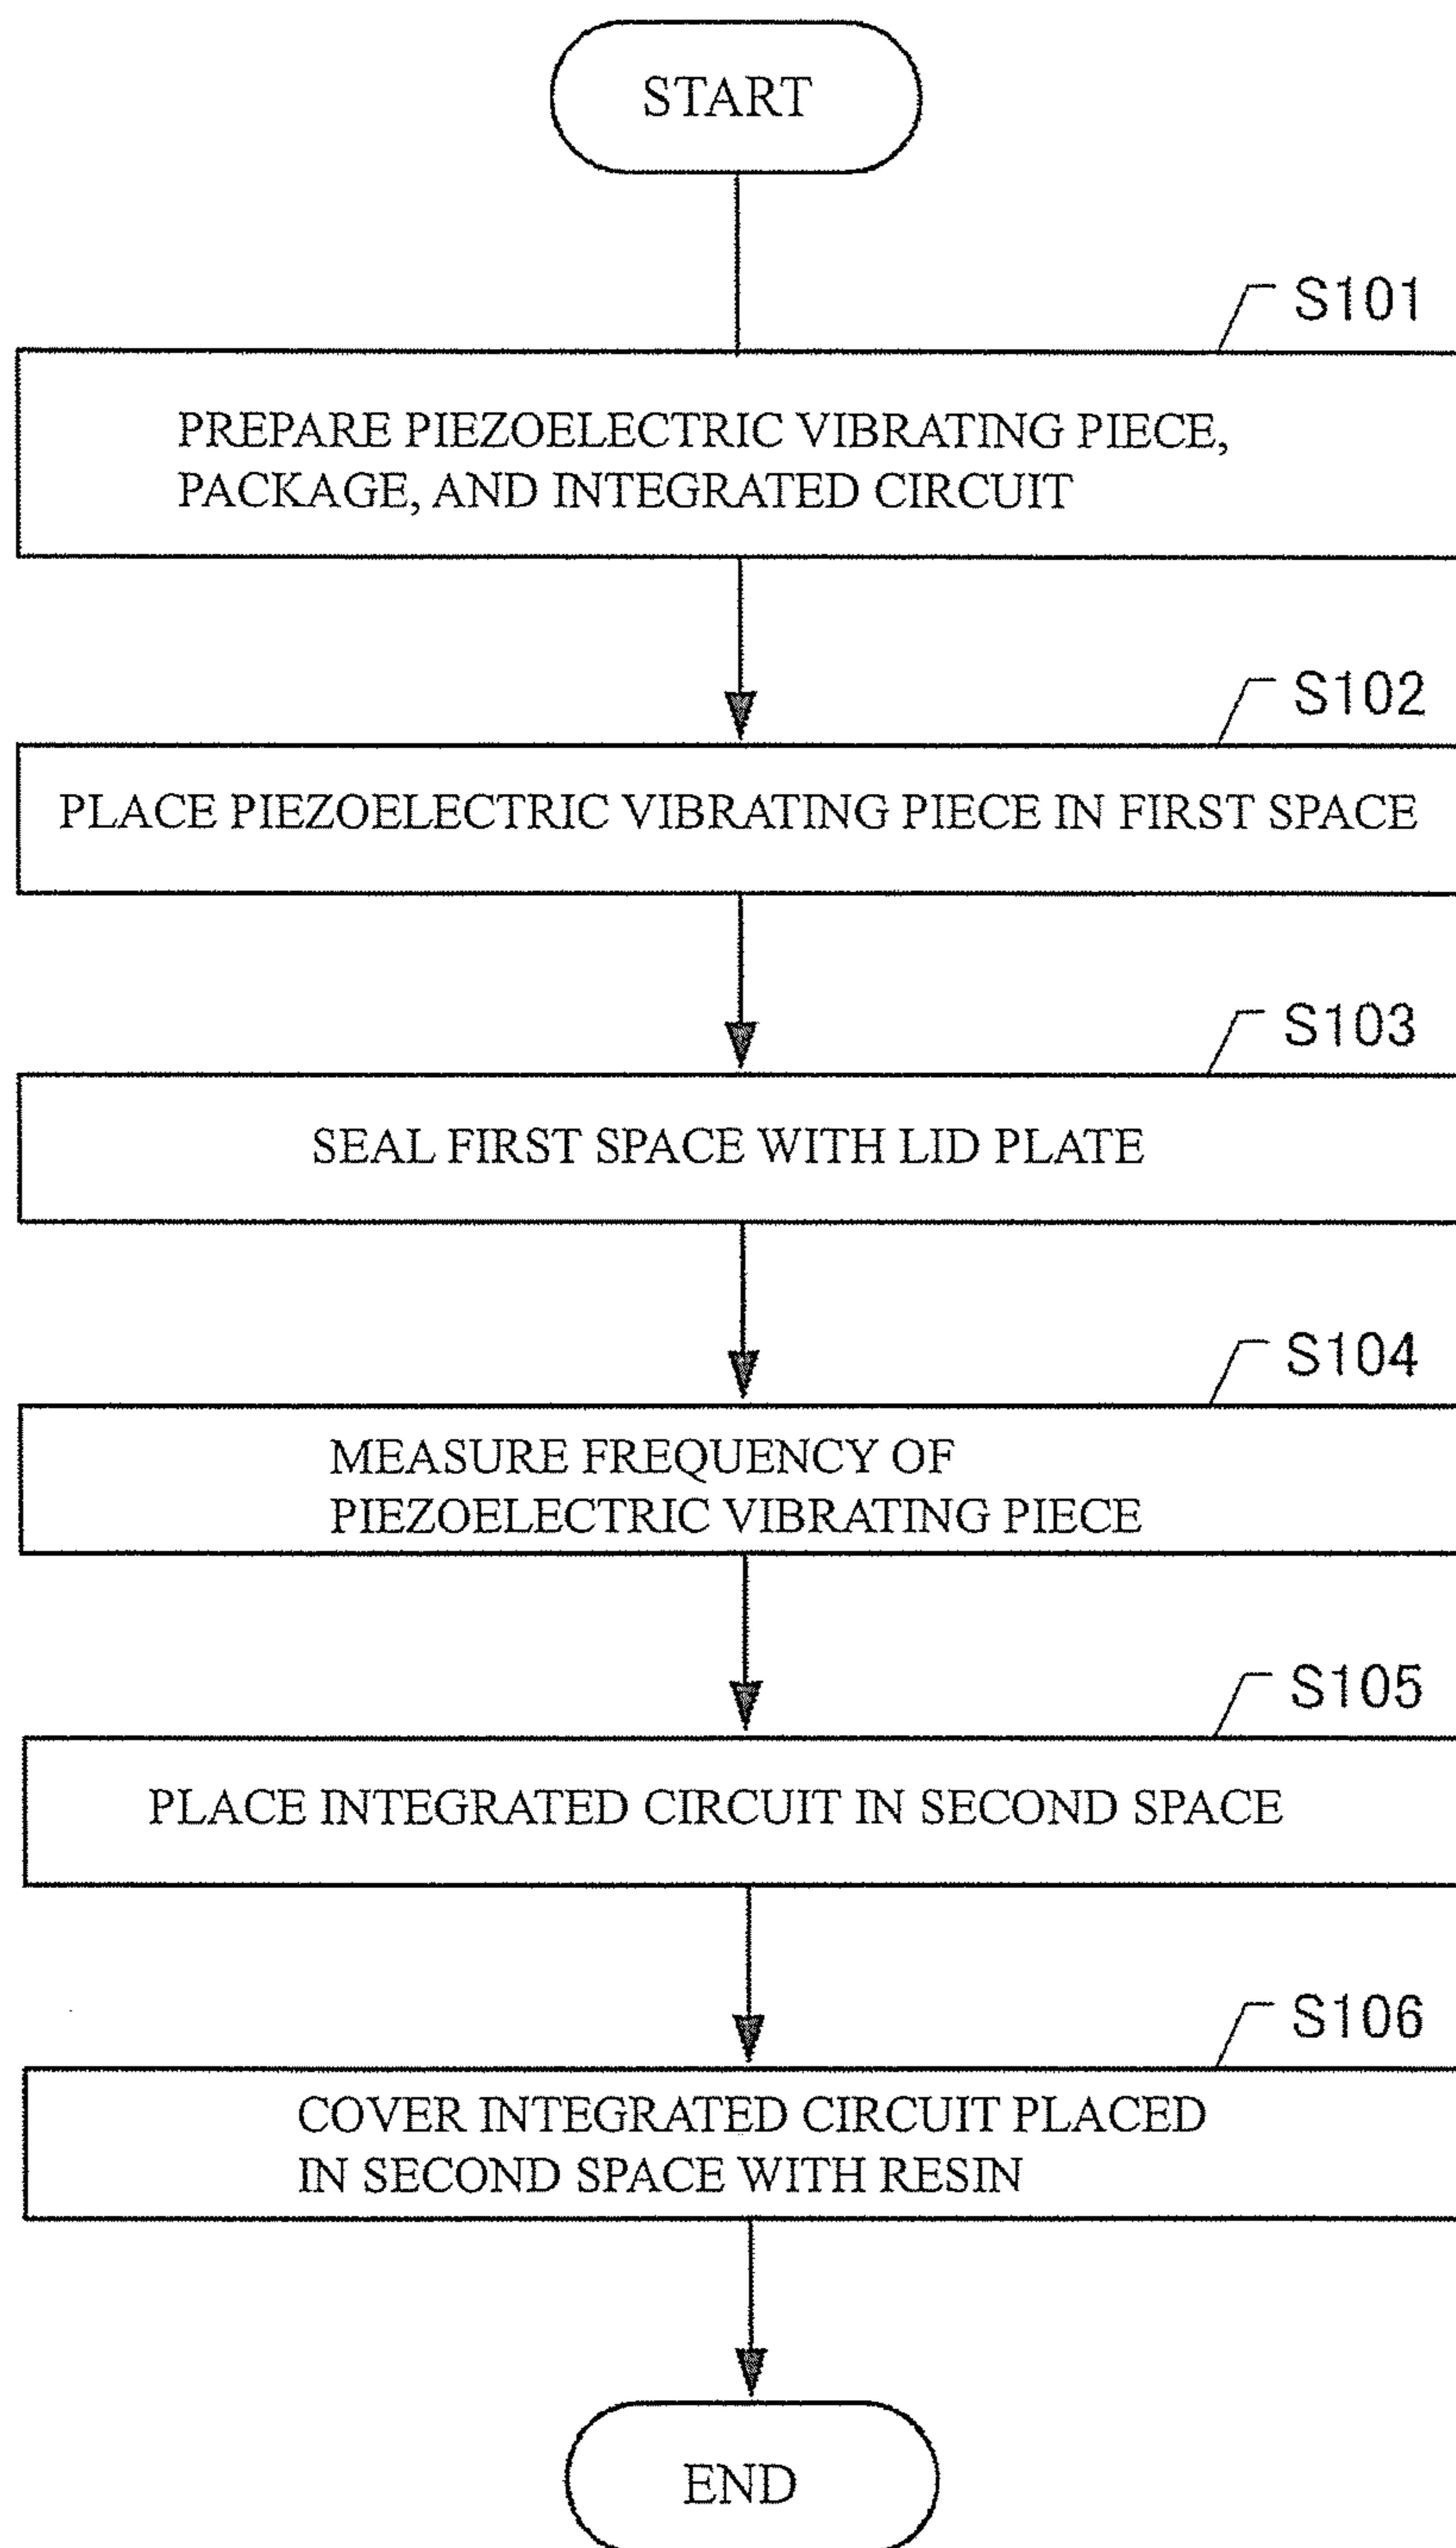 START
S101
PREPARE PIEZOELECTRIC VIBRATING PIECE,
PACKAGE, AND INTEGRATED CIRCUIT
S102
PLACE PIEZOELECTRIC VIBRATING PIECE IN FIRST SPACE
S103
SEAL FIRST SPACE WITH LID PLATE
S104
MEASURE FREQUENCY OF
PIEZOELECTRIC VIBRATING PIECE
S105
PLACE INTEGRATED CIRCUIT IN SECOND SPACE
S106
COVER INTEGRATED CIRCUIT PLACED
IN SECOND SPACE WITH RESIN
END